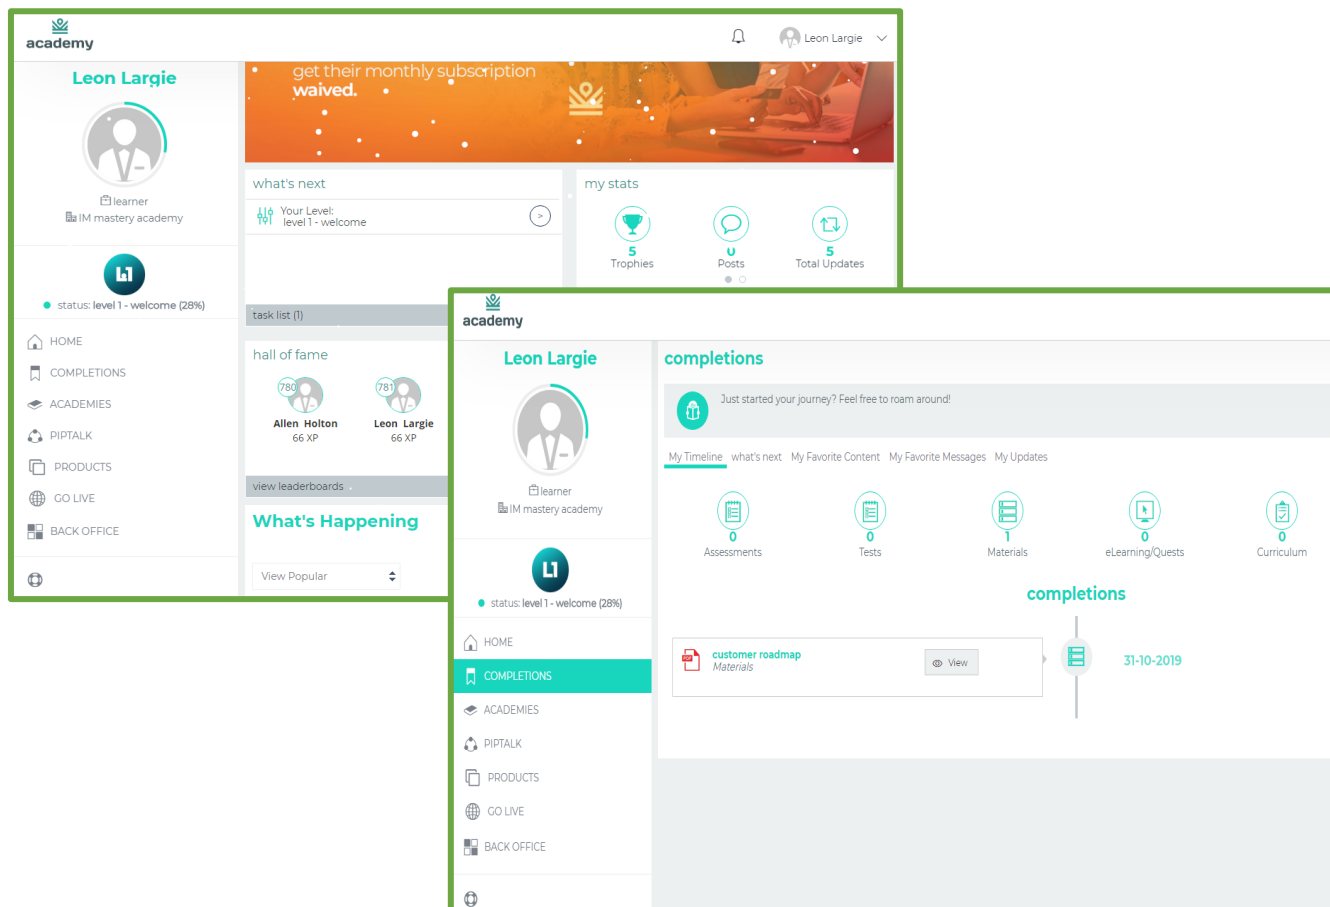 academy
Leon Largie
Leon Largie
learner
IM mastery academy
L1
status: level 1 - welcome (28%)
HOME
COMPLETIONS
ACADEMIES
PIPTALK
PRODUCTS
GO LIVE
BACK OFFICE
get their monthly subscription
waived.
what's next
Your Level:
level 1 - welcome
>
task list (1)
my stats
5
Trophies
0
Posts
5
Total Updates
hall of fame
780
Allen Holton
66 XP
781
Leon Largie
66 XP
view leaderboards
What's Happening
View Popular
academy
Leon Largie
learner
IM mastery academy
L1
status: level 1 - welcome (28%)
HOME
COMPLETIONS
ACADEMIES
PIPTALK
PRODUCTS
GO LIVE
BACK OFFICE
completions
Just started your journey? Feel free to roam around!
My Timeline what's next My Favorite Content My Favorite Messages My Updates
0
Assessments
0
Tests
1
Materials
0
eLearning/Quests
0
Curriculum
completions
PDF
customer roadmap
Materials
View
31-10-2019